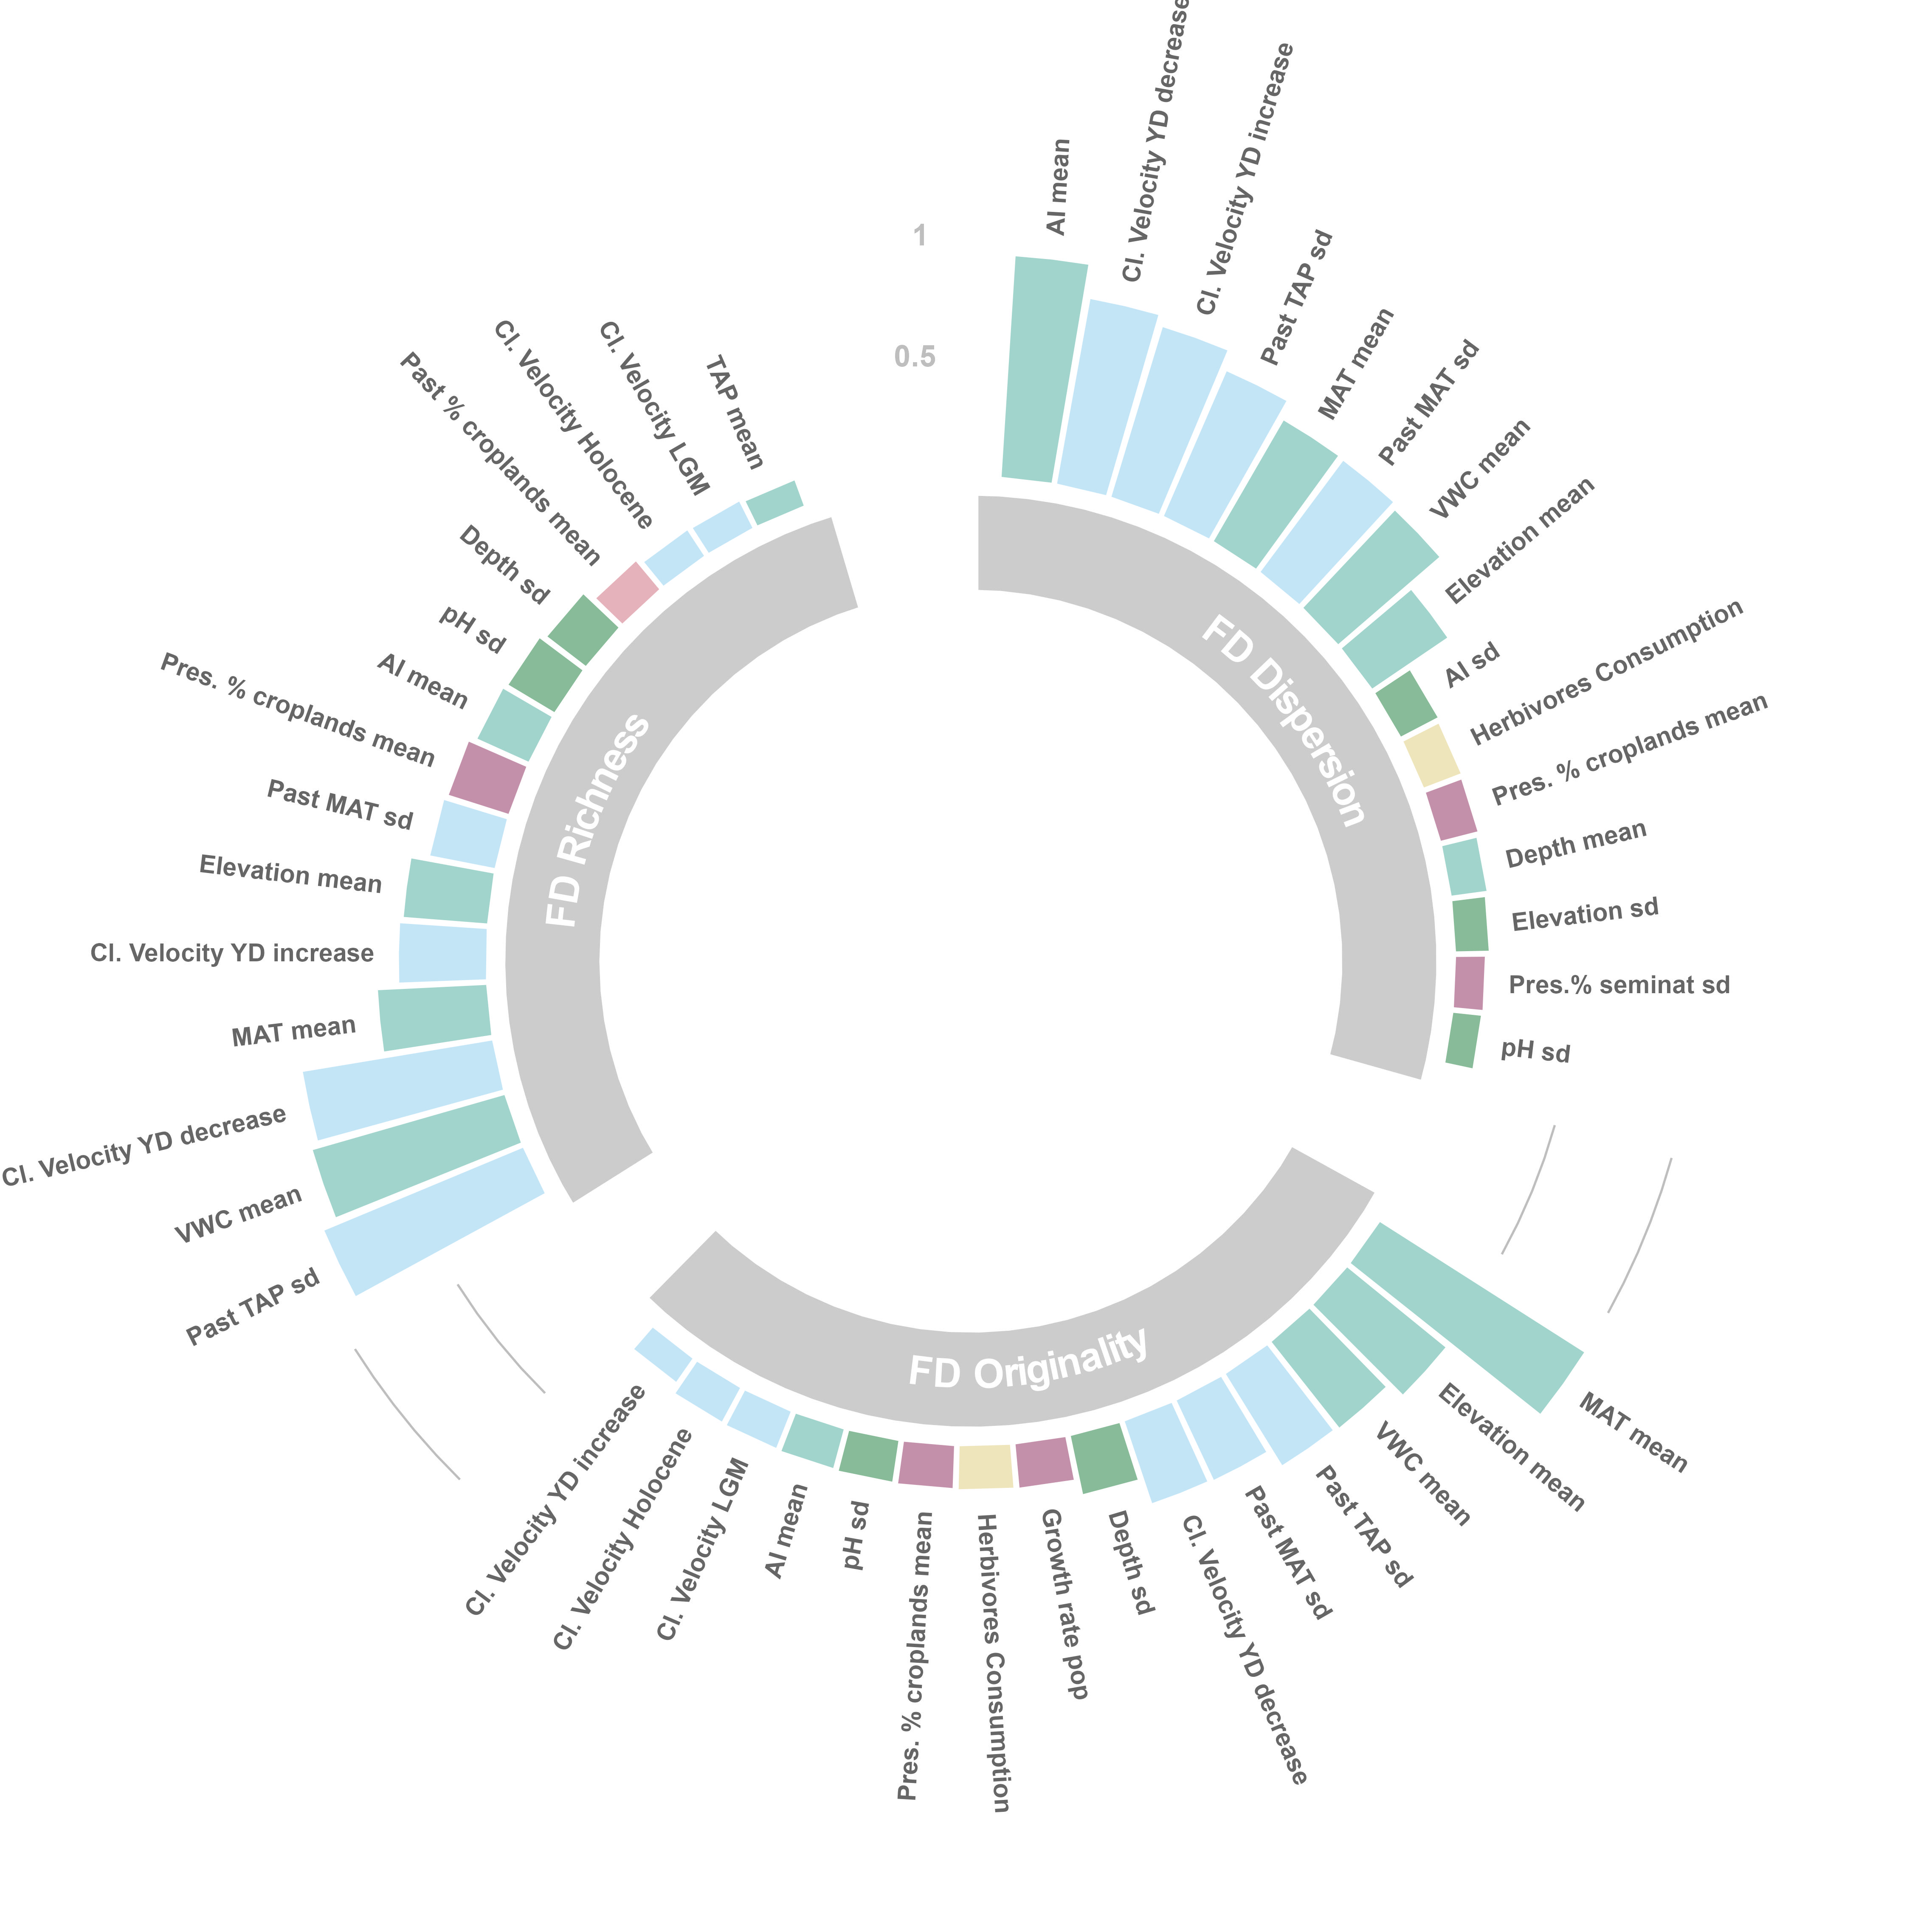 1
0.5
AI mean
Cl. Velocity YD decrease
Cl. Velocity YD increase
Past TAP sd
MAT mean
Past MAT sd
VWC mean
Elevation mean
AI sd
Herbivores Consumption
Pres. % croplands mean
Depth mean
Elevation sd
Pres.% seminat sd
pH sd
FD Dispersion
MAT mean
Elevation mean
VWC mean
Past TAP sd
Past MAT sd
Cl. Velocity YD decrease
Depth sd
Growth rate pop
Herbivores Consumption
Pres. % croplands mean
pH sd
AI mean
Cl. Velocity LGM
Cl. Velocity Holocene
Cl. Velocity YD increase
FD Originality
Past TAP sd
VWC mean
Cl. Velocity YD decrease
MAT mean
Cl. Velocity YD increase
Elevation mean
Past MAT sd
Pres. % croplands mean
AI mean
pH sd
Depth sd
Past % croplands mean
Cl. Velocity Holocene
Cl. Velocity LGM
TAP mean
FD Richness